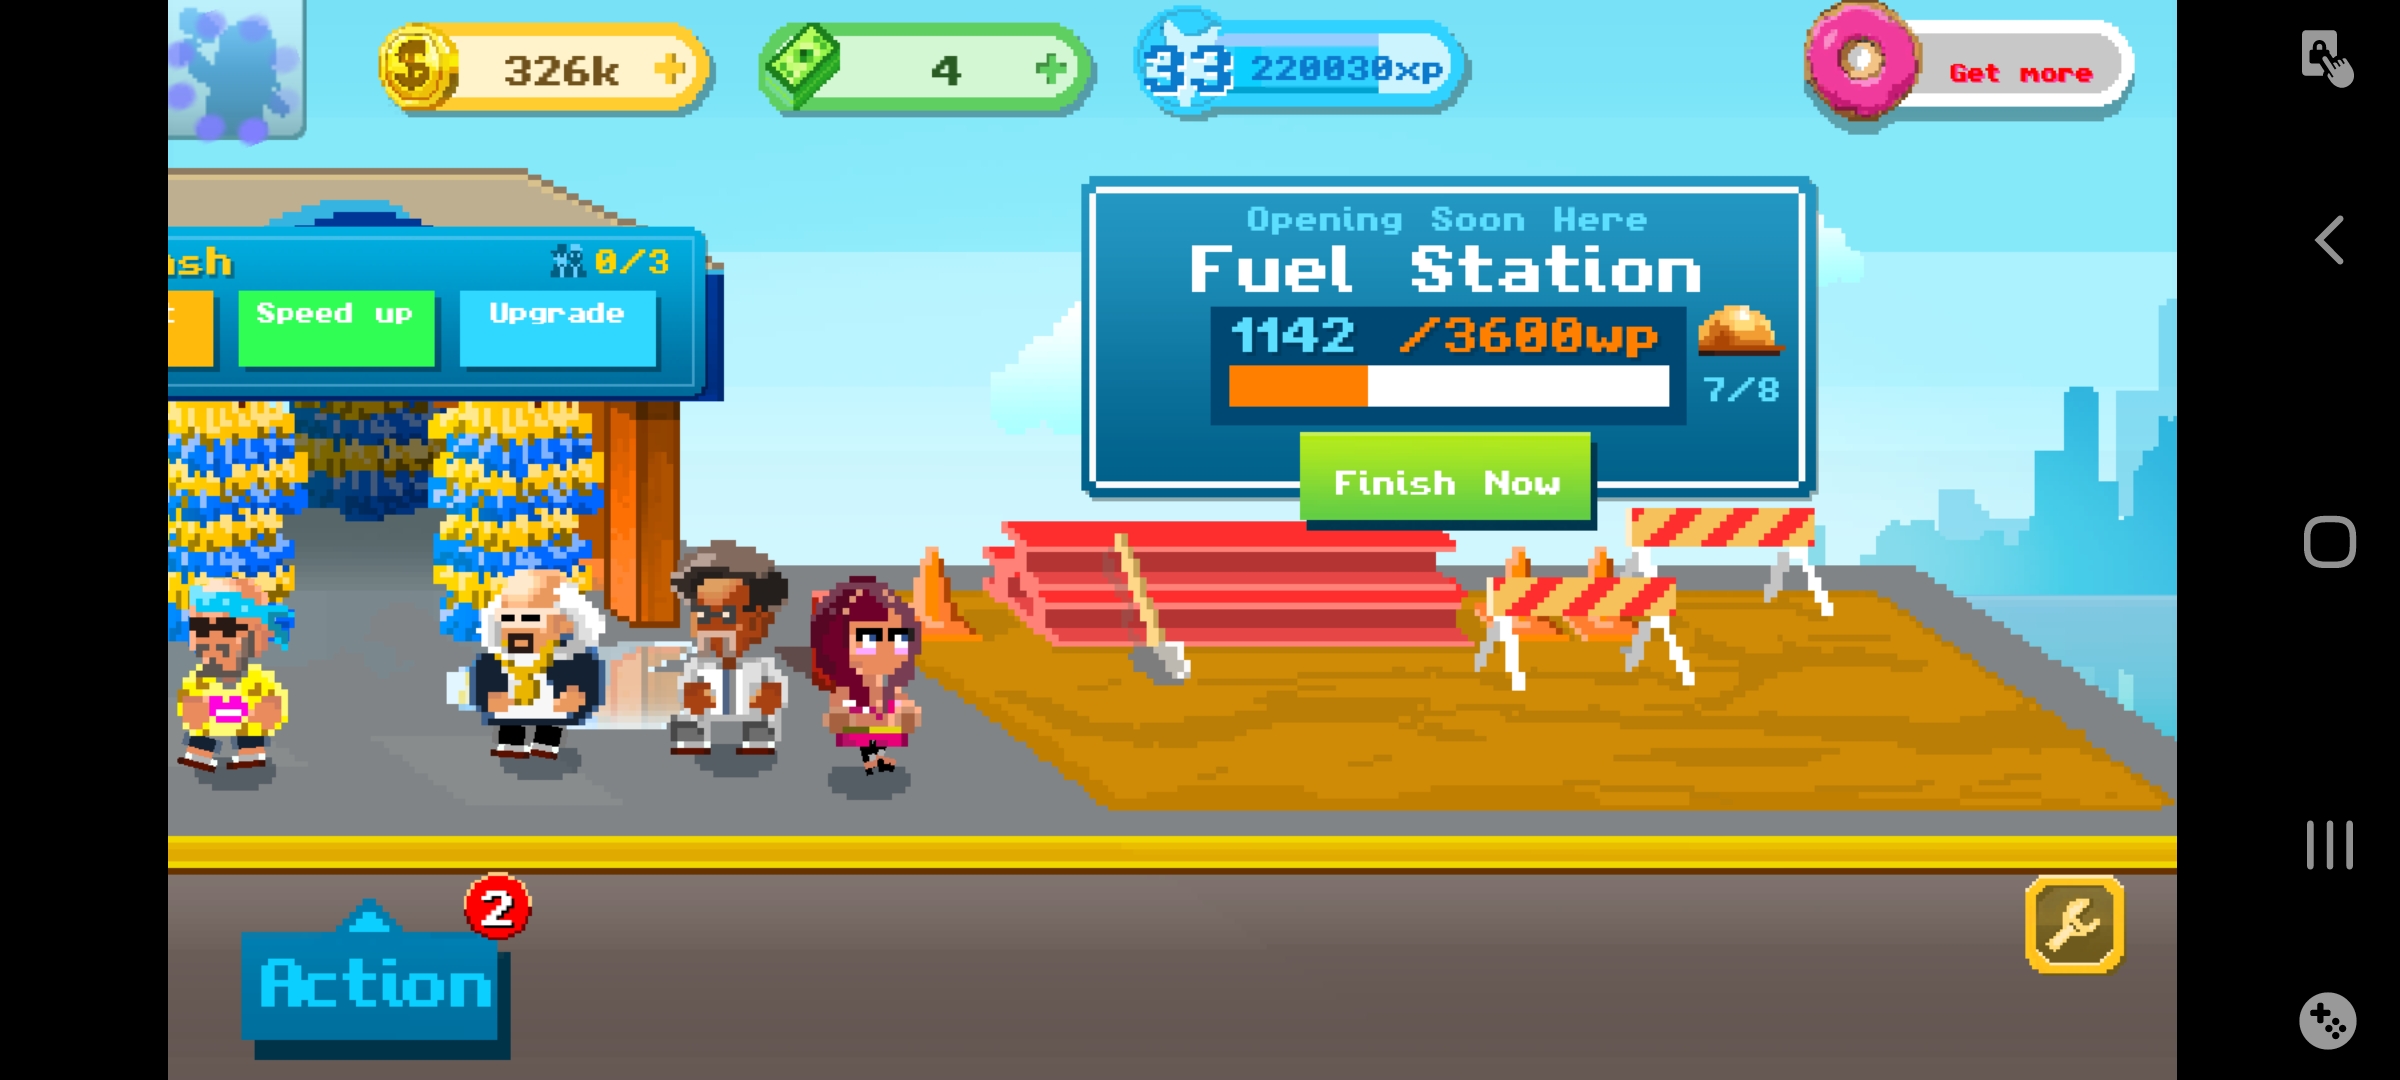 326k
4
33 220030xp
Get more
Opening Soon Here
Fuel Station
1142 /3600wp
7/8
Finish Now
0/3
Speed up
Upgrade
2
Action